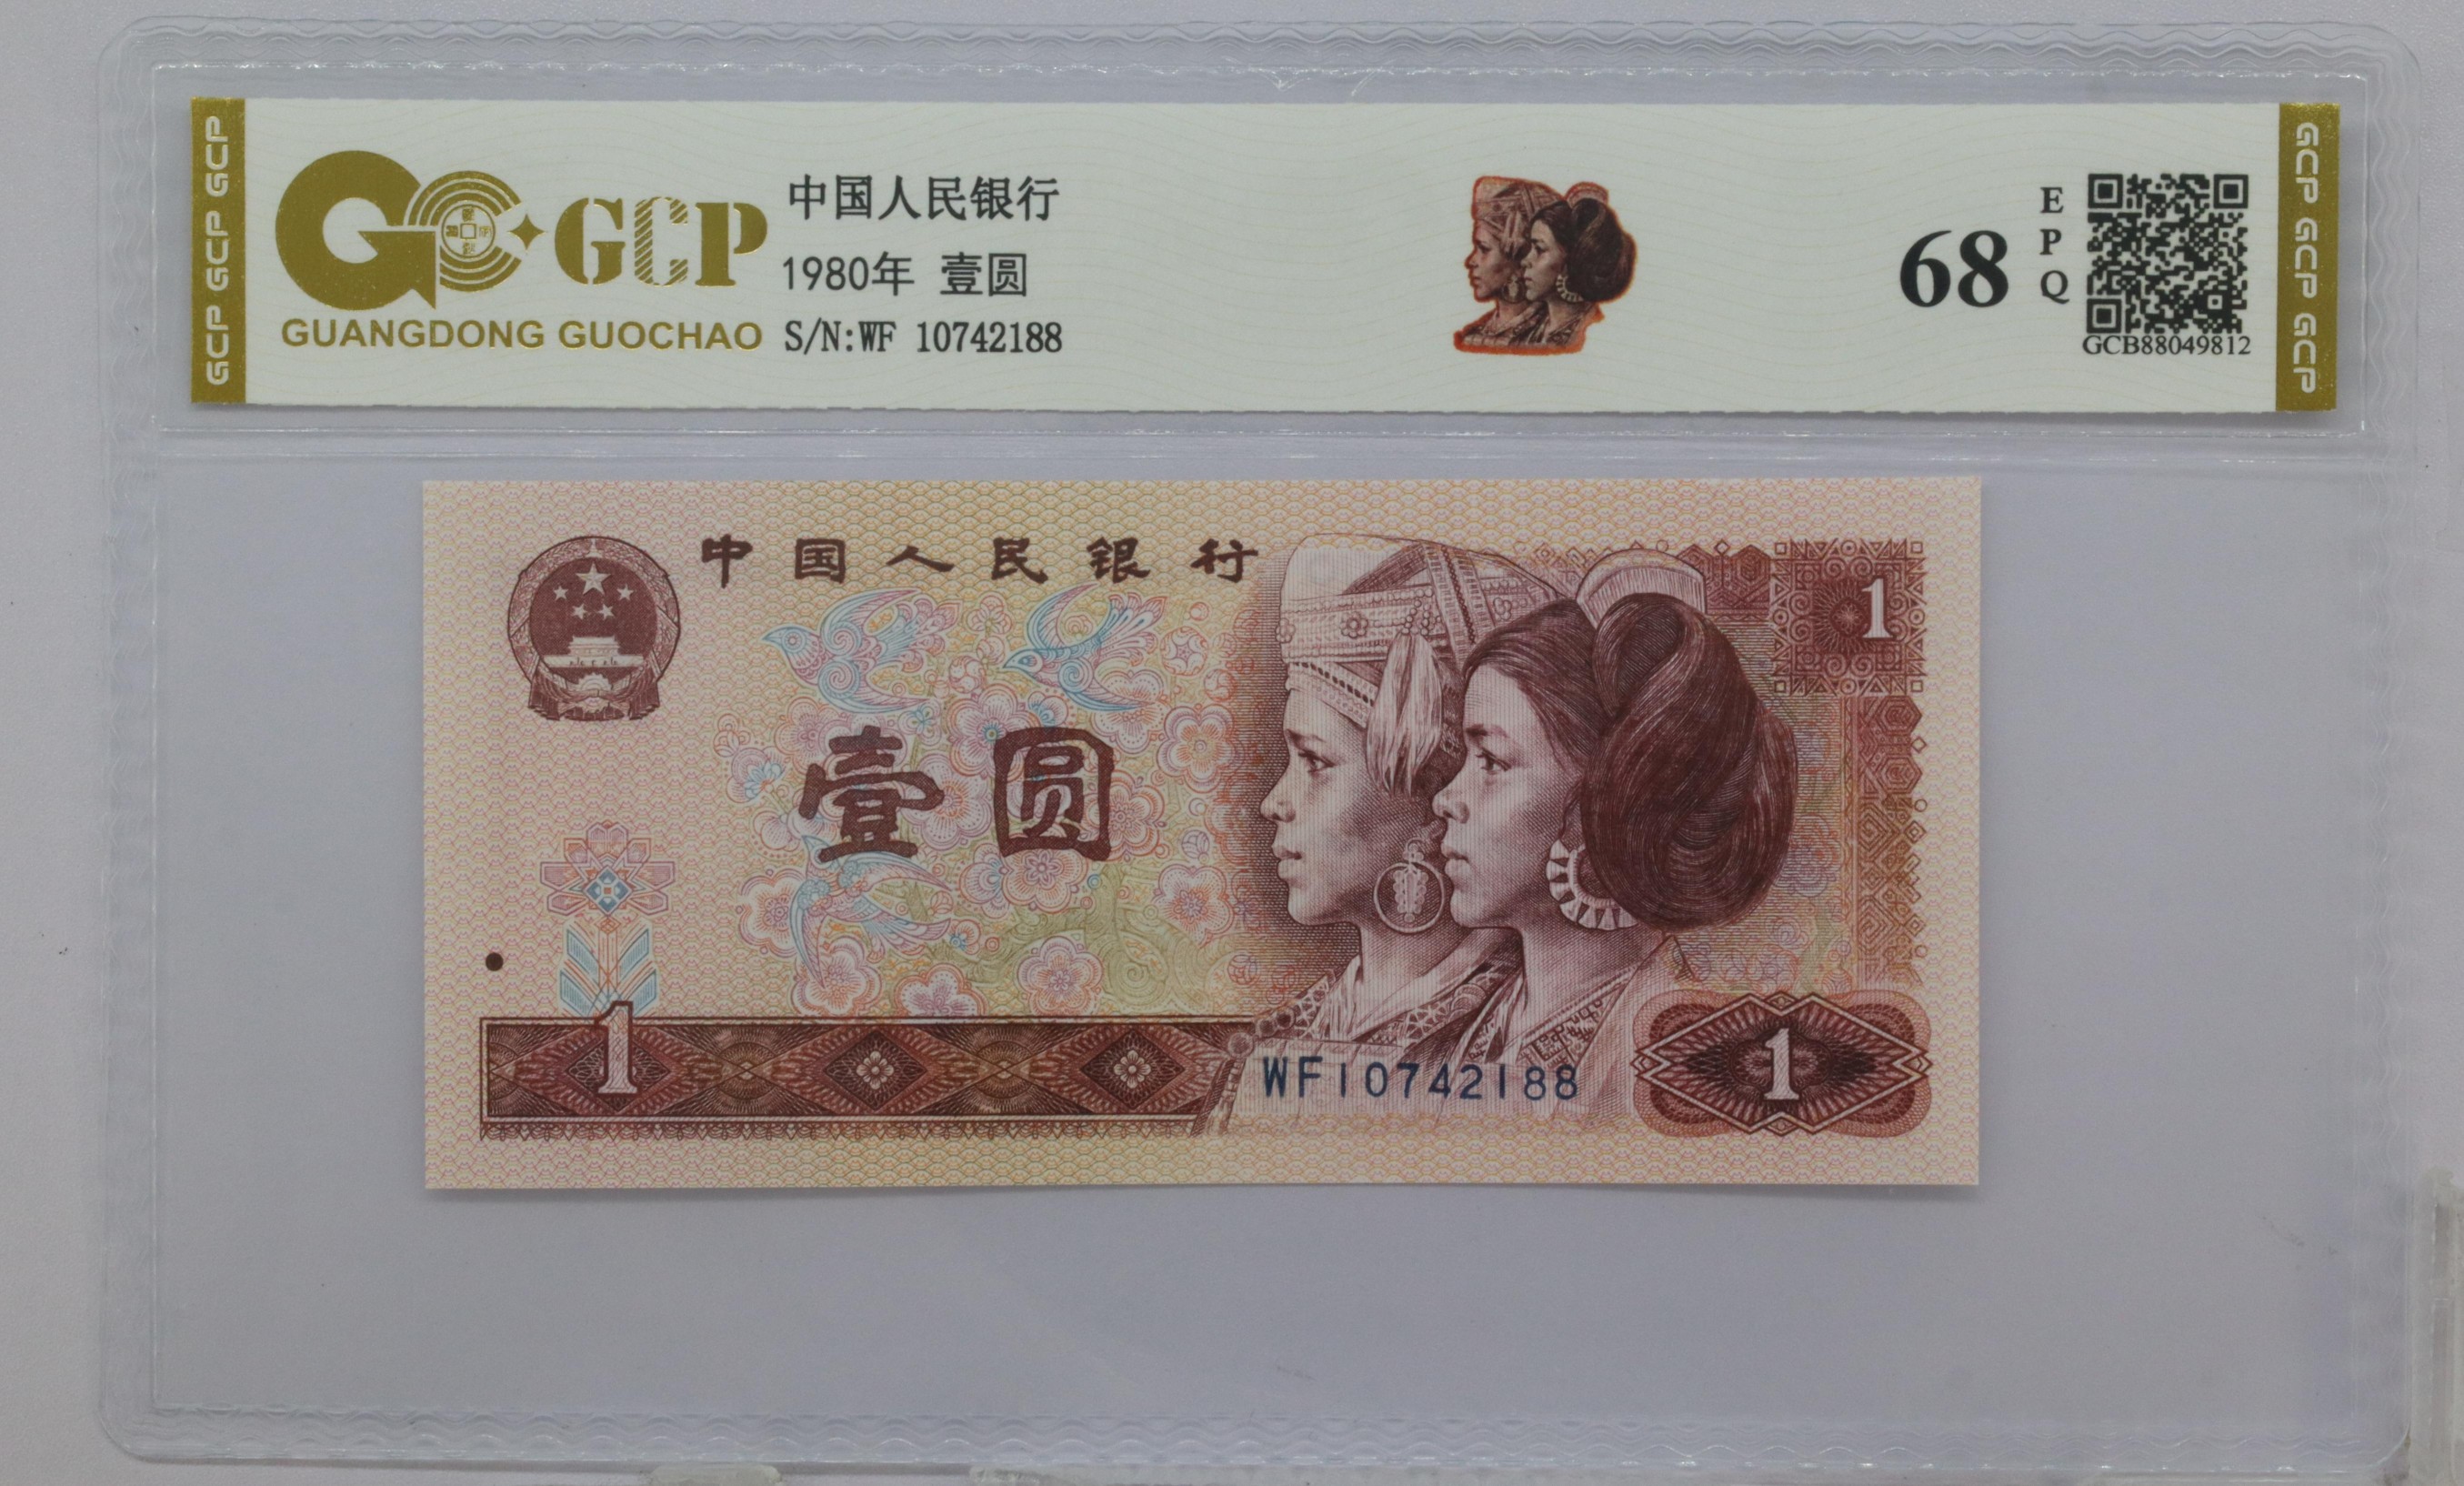 GCP GCP GCP
GCP
GUANGDONG GUOCHAO
中国人民银行
1980年 壹圆
S/N:WF 10742188
68
E
P
Q
GCB88049812
GCP GCP GCP
中国人民银行
1
壹圆
1
WF10742188
1